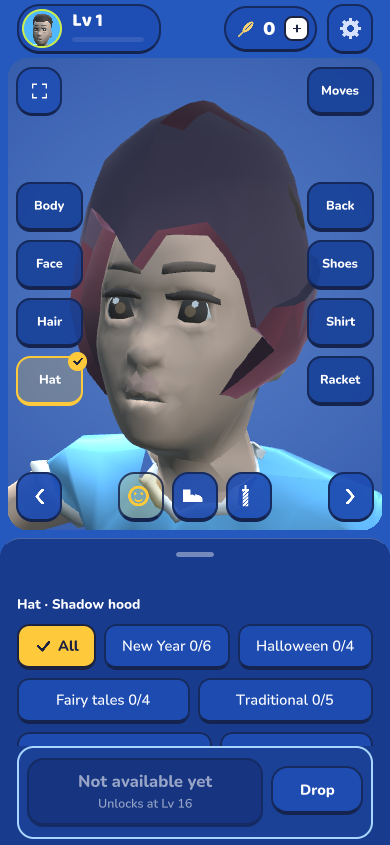 Lv 1
0
+
Moves
Body
Back
Face
Shoes
Hair
Shirt
Hat
Racket
Hat · Shadow hood
All
New Year 0/6
Halloween 0/4
Fairy tales 0/4
Traditional 0/5
Not available yet
Unlocks at Lv 16
Drop